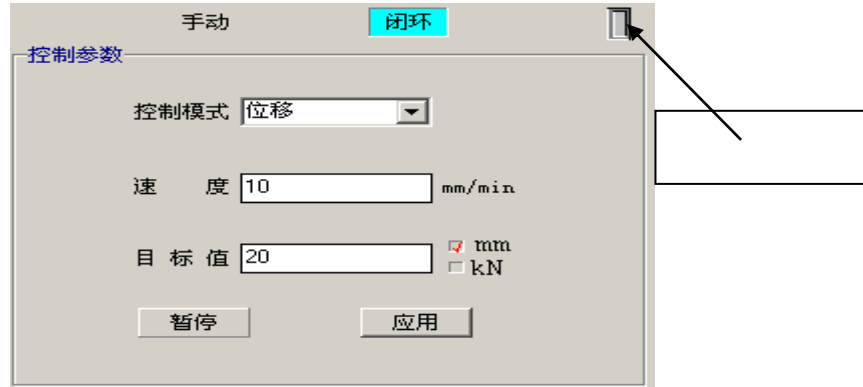 手动 闭环
控制参数
控制模式 位移
速 度 10 mm/min
目 标 值 20 mm
kN
暂停 应用